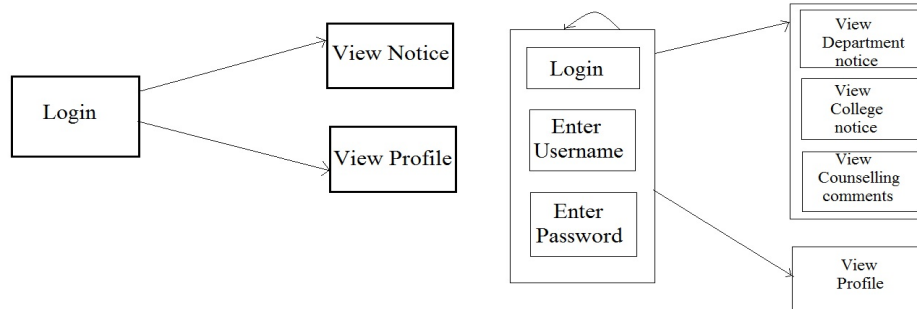 Login
View Notice
View Profile
Login
Enter
Username
Enter
Password
View
Department
notice
View
College
notice
View
Counselling
comments
View
Profile